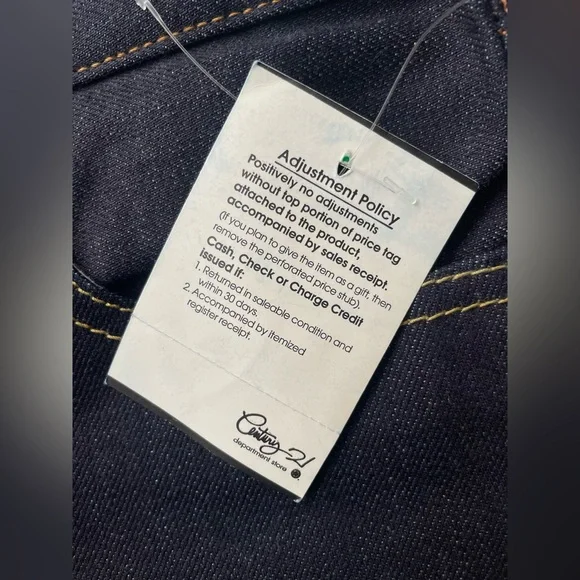 Adjustment Policy
Positively no adjustments
without top portion of price tag
attached to the product,
accompanied by sales receipt.
(If you plan to give the item as a gift, then
remove the perforated price stub).
Cash, Check or Charge Credit
Issued if:
1. Returned in saleable condition and
within 30 days.
2. Accompanied by itemized
register receipt.
Century 21
department store